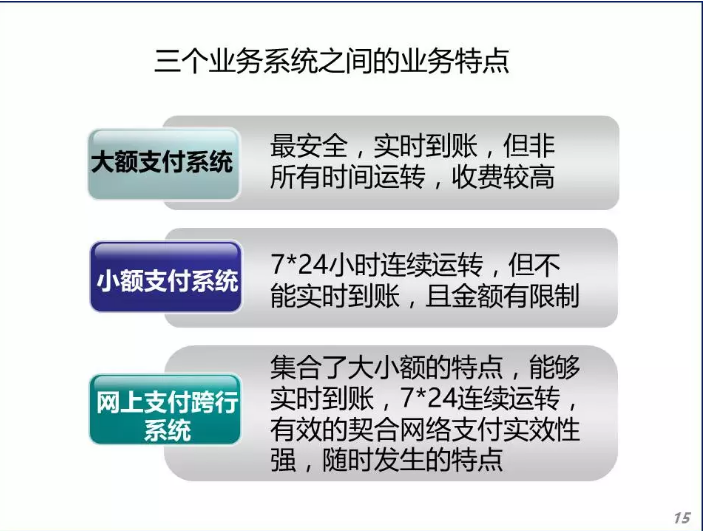 三个业务系统之间的业务特点
大额支付系统
最安全，实时到账，但非
所有时间运转，收费较高
小额支付系统
7*24小时连续运转，但不
能实时到账，且金额有限制
网上支付跨行
系统
集合了大小额的特点，能够
实时到账，7*24连续运转，
有效的契合网络支付实效性
强，随时发生的特点
15